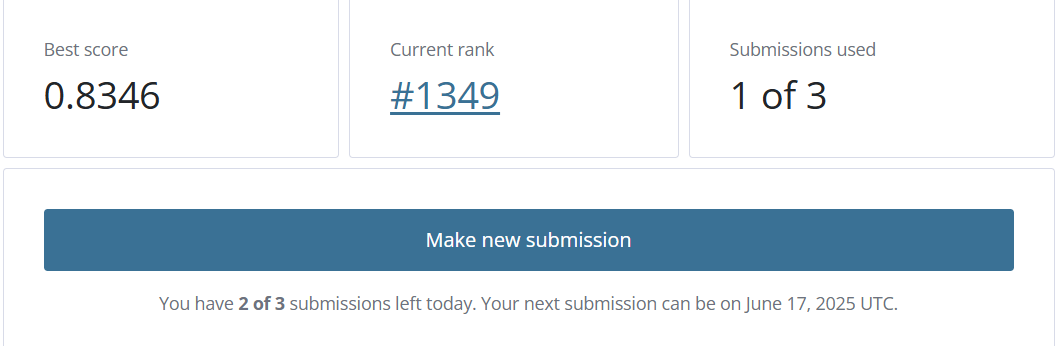 Best score
Current rank
Submissions used
0.8346
#1349
1 of 3
Make new submission
You have 2 of 3 submissions left today. Your next submission can be on June 17, 2025 UTC.